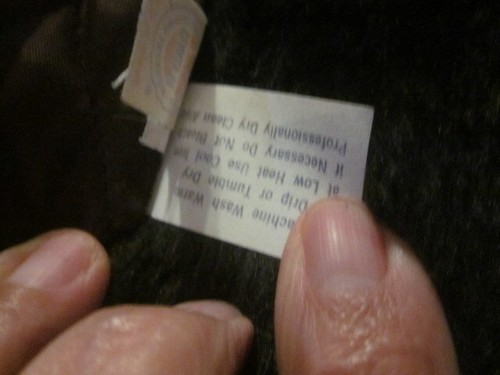 achine Wash Warm
Drip or Tumble Dry
at Low Heat Use Cool Iron
if Necessary Do Not Bleach
Professionally Dry Clean